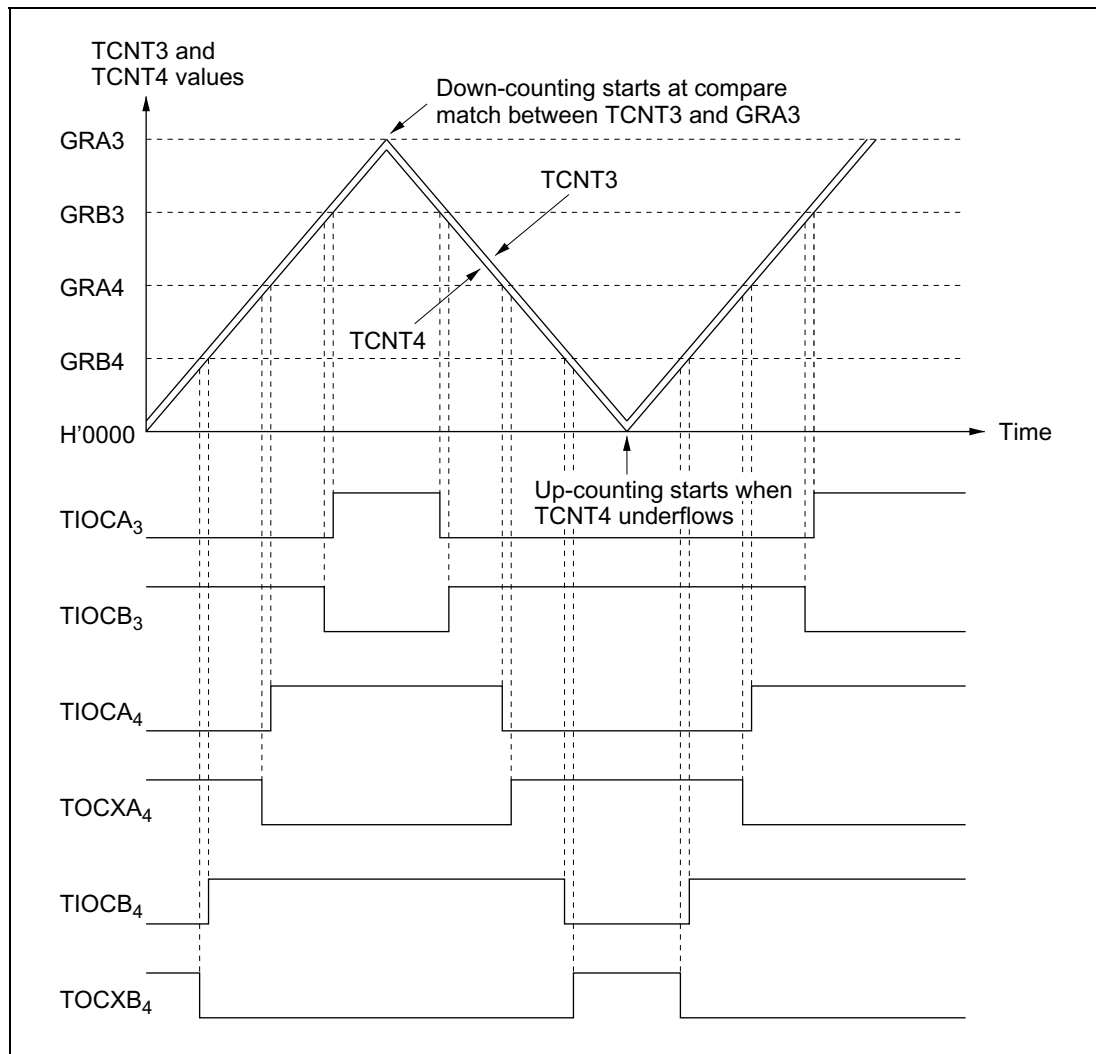 TCNT3 and
TCNT4 values
Down-counting starts at compare
match between TCNT3 and GRA3
GRA3
TCNT3
GRB3
GRA4
TCNT4
GRB4
H'0000
Time
Up-counting starts when
TCNT4 underflows
TIOCA3
TIOCB3
TIOCA4
TOCXA4
TIOCB4
TOCXB4